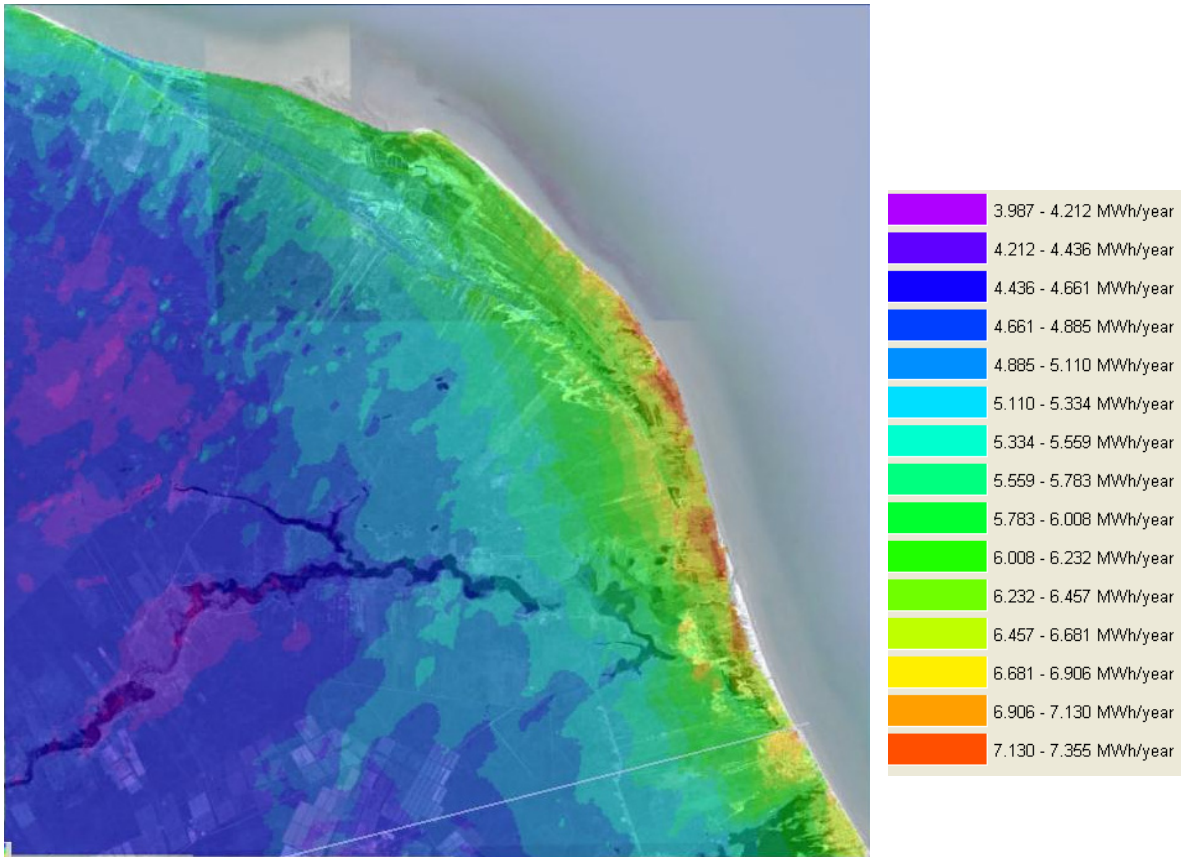 3.987 - 4.212 MWh/year
4.212 - 4.436 MWh/year
4.436 - 4.661 MWh/year
4.661 - 4.885 MWh/year
4.885 - 5.110 MWh/year
5.110 - 5.334 MWh/year
5.334 - 5.559 MWh/year
5.559 - 5.783 MWh/year
5.783 - 6.008 MWh/year
6.008 - 6.232 MWh/year
6.232 - 6.457 MWh/year
6.457 - 6.681 MWh/year
6.681 - 6.906 MWh/year
6.906 - 7.130 MWh/year
7.130 - 7.355 MWh/year